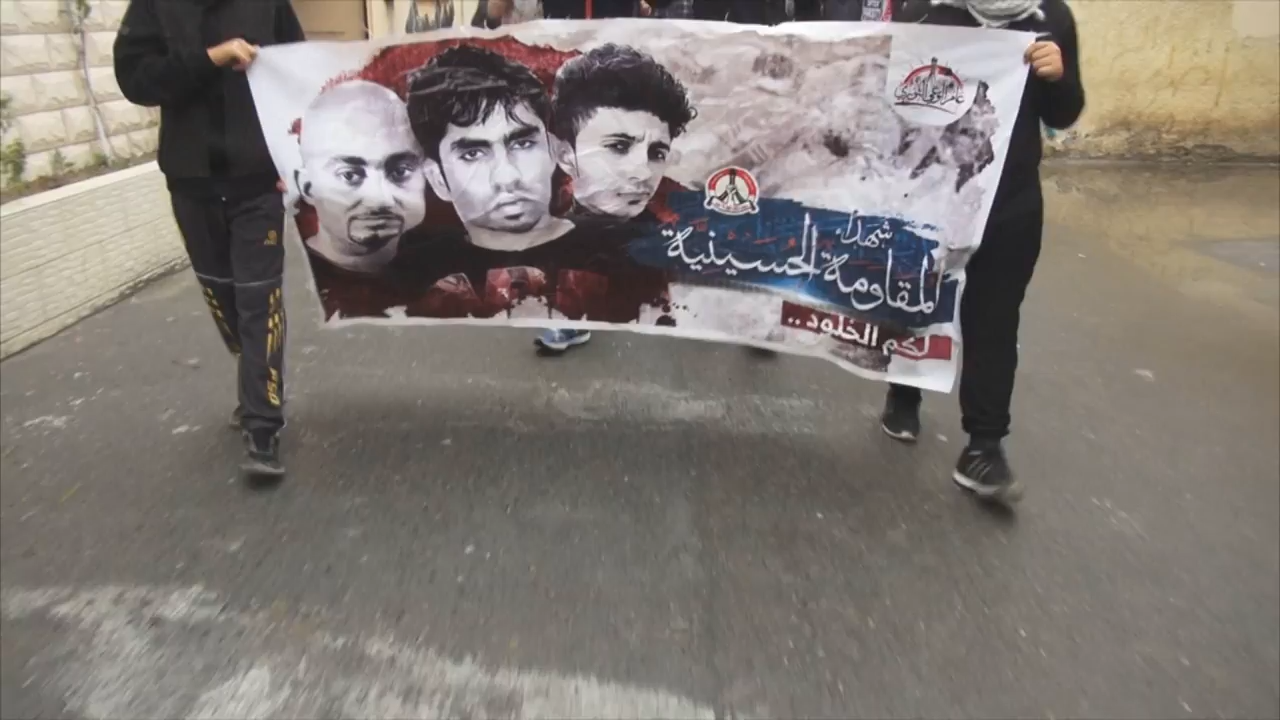 شهداء
المقاومة الحسينية
لكم الخلود ..